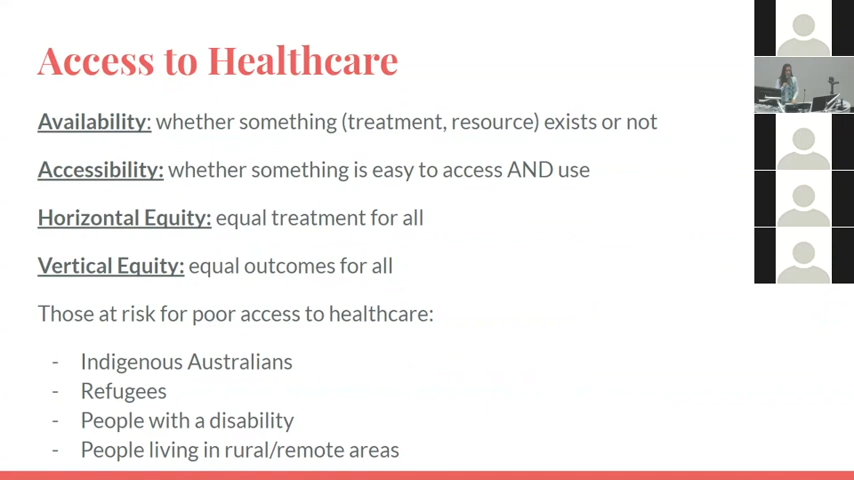 Access to Healthcare
Availability: whether something (treatment, resource) exists or not
Accessibility: whether something is easy to access AND use
Horizontal Equity: equal treatment for all
Vertical Equity: equal outcomes for all
Those at risk for poor access to healthcare:
- Indigenous Australians
- Refugees
- People with a disability
- People living in rural/remote areas